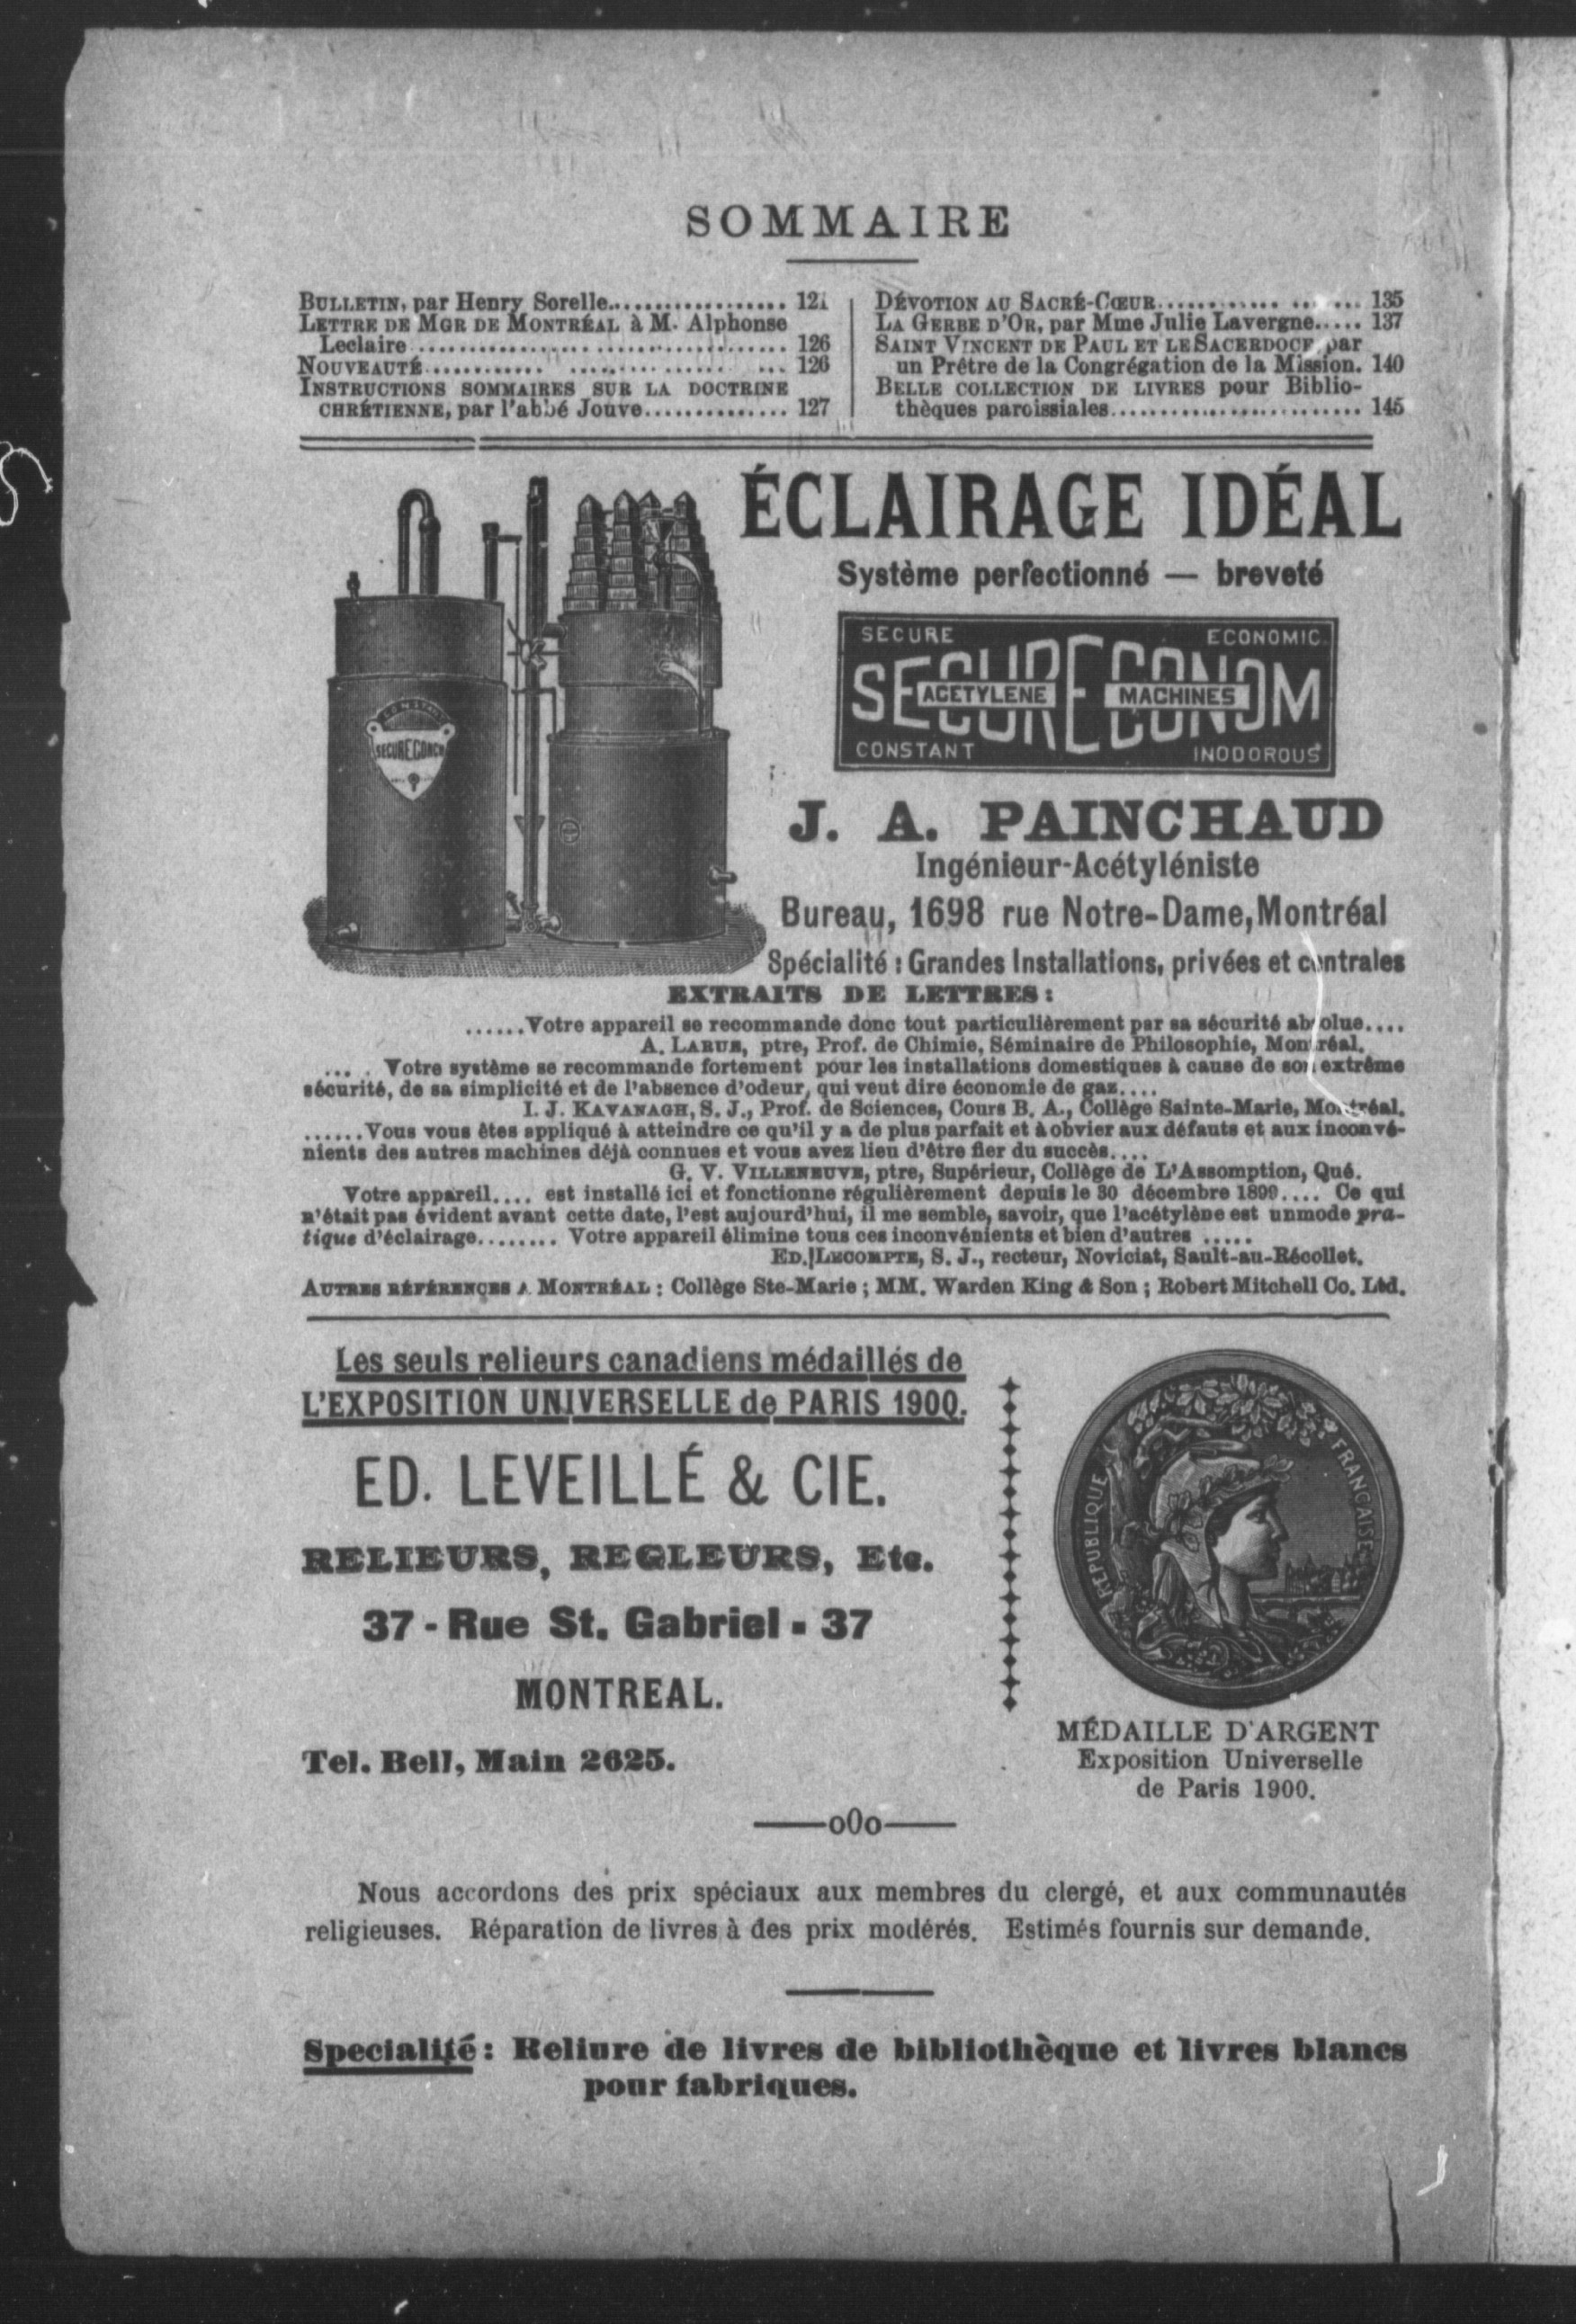 SOMMAIRE
BULLETIN, par Henry Sorelle.................. 121
LETTRE DE MGR DE MONTRÉAL à M. Alphonse
Leclaire .................................... 126
NOUVEAUTÉ............ .............. ... 126
INSTRUCTIONS SOMMAIRES SUR LA DOCTRINE
CHRÉTIENNE, par l'abbé Jouve.............. 127
DÉVOTION AU SACRÉ-CŒUR............ ....... 135
LA GERBE D'OR, par Mme Julie Lavergne..... 137
SAINT VINCENT DE PAUL ET LE SACERDOCE par
un Prêtre de la Congrégation de la Mission. 140
BELLE COLLECTION DE LIVRES pour Biblio-
thèques paroissiales........................ 145
ÉCLAIRAGE IDÉAL
Système perfectionné — breveté
SECURE ECONOMIC
SECURECONOM
ACETYLENE MACHINES
CONSTANT INODOROUS
SECURECONOM
J. A. PAINCHAUD
Ingénieur-Acétyléniste
Bureau, 1698 rue Notre-Dame, Montréal
Spécialité : Grandes Installations, privées et centrales
EXTRAITS DE LETTRES :
......Votre appareil se recommande donc tout particulièrement par sa sécurité absolue....
A. LARUE, ptre, Prof. de Chimie, Séminaire de Philosophie, Montréal.
... . Votre système se recommande fortement pour les installations domestiques à cause de son extrême
sécurité, de sa simplicité et de l'absence d'odeur, qui veut dire économie de gaz....
I. J. KAVANAGH, S. J., Prof. de Sciences, Cours B. A., Collège Sainte-Marie, Montréal.
......Vous vous êtes appliqué à atteindre ce qu'il y a de plus parfait et à obvier aux défauts et aux inconvé-
nients des autres machines déjà connues et vous avez lieu d'être fier du succès....
G. V. VILLENEUVE, ptre, Supérieur, Collège de L'Assomption, Qué.
Votre appareil.... est installé ici et fonctionne régulièrement depuis le 30 décembre 1899.... Ce qui
n'était pas évident avant cette date, l'est aujourd'hui, il me semble, savoir, que l'acétylène est unmode pra-
tique d'éclairage........ Votre appareil élimine tous ces inconvénients et bien d'autres .....
ED. LECOMPTE, S. J., recteur, Noviciat, Sault-au-Récollet.
AUTRES RÉFÉRENCES A MONTRÉAL : Collège Ste-Marie ; MM. Warden King & Son ; Robert Mitchell Co. Ltd.
Les seuls relieurs canadiens médaillés de
L'EXPOSITION UNIVERSELLE de PARIS 1900.
ED. LEVEILLÉ & CIE.
RELIEURS, REGLEURS, Etc.
37 - Rue St. Gabriel - 37
MONTREAL.
Tel. Bell, Main 2625.
REPUBLIQUE FRANCAISE
MÉDAILLE D'ARGENT
Exposition Universelle
de Paris 1900.
——oOo——
Nous accordons des prix spéciaux aux membres du clergé, et aux communautés
religieuses. Réparation de livres à des prix modérés. Estimés fournis sur demande.
Specialité : Reliure de livres de bibliothèque et livres blancs
pour fabriques.